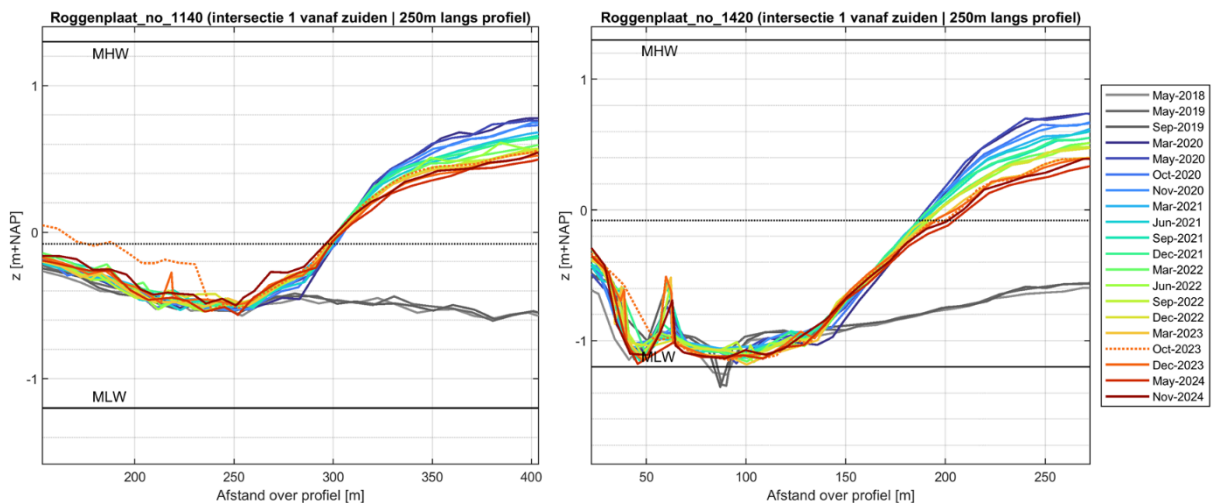 Roggenplaat_no_1140 (intersectie 1 vanaf zuiden | 250m langs profiel)
MHW
1
0
-1
z [m+NAP]
MLW
200
250
300
350
400
Afstand over profiel [m]
Roggenplaat_no_1420 (intersectie 1 vanaf zuiden | 250m langs profiel)
MHW
1
0
-1
z [m+NAP]
MLW
50
100
150
200
250
Afstand over profiel [m]
May-2018
May-2019
Sep-2019
Mar-2020
May-2020
Oct-2020
Nov-2020
Mar-2021
Jun-2021
Sep-2021
Dec-2021
Mar-2022
Jun-2022
Sep-2022
Dec-2022
Mar-2023
Oct-2023
Dec-2023
May-2024
Nov-2024